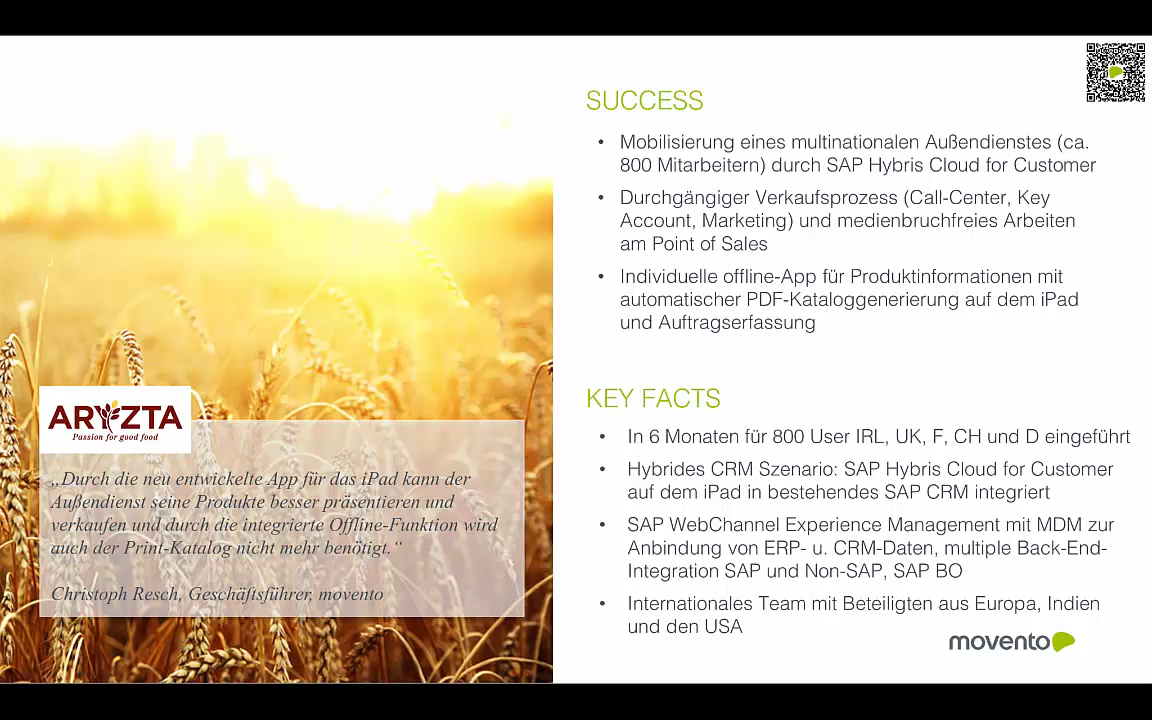 ARYZTA
Passion for good food
„Durch die neu entwickelte App für das iPad kann der
Außendienst seine Produkte besser präsentieren und
verkaufen und durch die integrierte Offline-Funktion wird
auch der Print-Katalog nicht mehr benötigt.“
Christoph Resch, Geschäftsführer, movento
SUCCESS
• Mobilisierung eines multinationalen Außendienstes (ca.
800 Mitarbeitern) durch SAP Hybris Cloud for Customer
• Durchgängiger Verkaufsprozess (Call-Center, Key
Account, Marketing) und medienbruchfreies Arbeiten
am Point of Sales
• Individuelle offline-App für Produktinformationen mit
automatischer PDF-Kataloggenerierung auf dem iPad
und Auftragserfassung
KEY FACTS
• In 6 Monaten für 800 User IRL, UK, F, CH und D eingeführt
• Hybrides CRM Szenario: SAP Hybris Cloud for Customer
auf dem iPad in bestehendes SAP CRM integriert
• SAP WebChannel Experience Management mit MDM zur
Anbindung von ERP- u. CRM-Daten, multiple Back-End-
Integration SAP und Non-SAP, SAP BO
• Internationales Team mit Beteiligten aus Europa, Indien
und den USA
movento